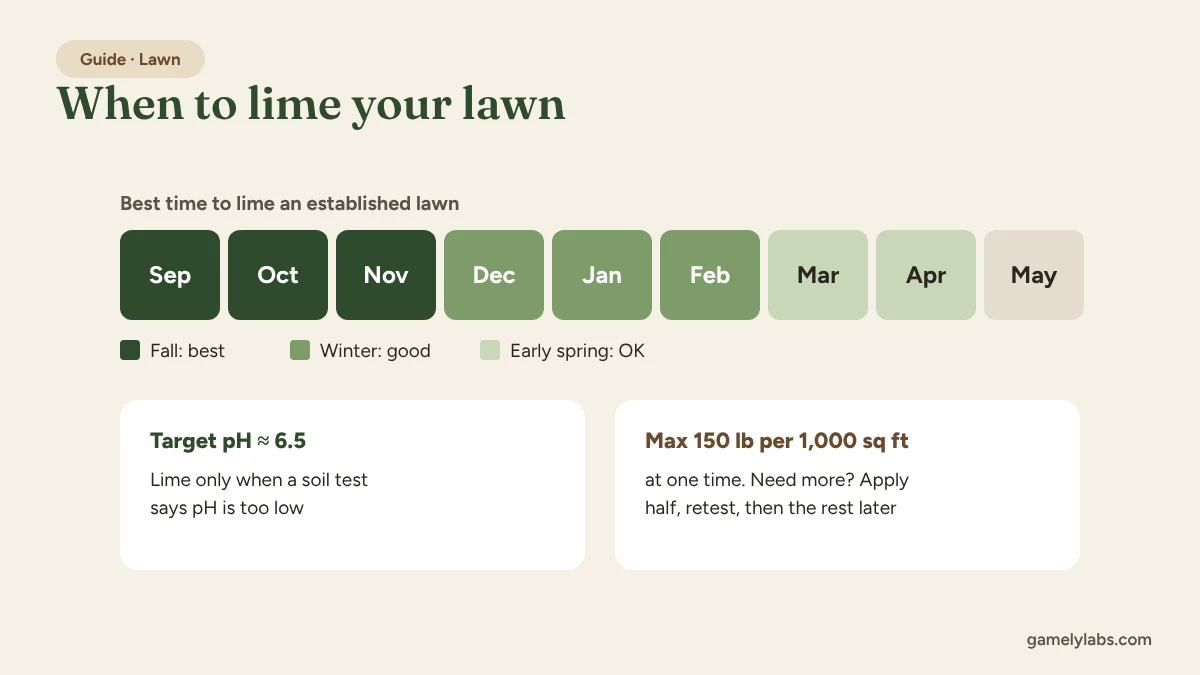 Guide · Lawn
When to lime your lawn
Best time to lime an established lawn
Sep Oct Nov Dec Jan Feb Mar Apr May
Fall: best Winter: good Early spring: OK
Target pH ≈ 6.5
Lime only when a soil test
says pH is too low
Max 150 lb per 1,000 sq ft
at one time. Need more? Apply
half, retest, then the rest later
gamelylabs.com